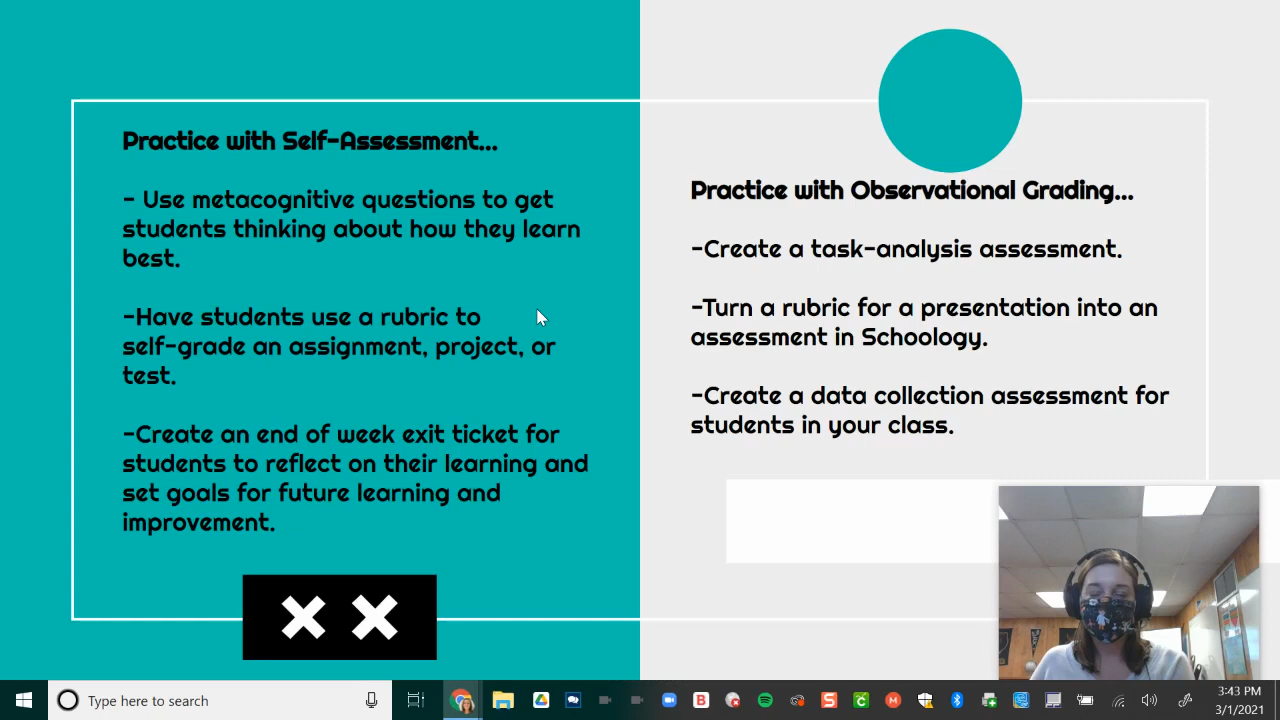 Practice with Self-Assessment...
- Use metacognitive questions to get
students thinking about how they learn
best.
-Have students use a rubric to
self-grade an assignment, project, or
test.
-Create an end of week exit ticket for
students to reflect on their learning and
set goals for future learning and
improvement.
Practice with Observational Grading...
-Create a task-analysis assessment.
-Turn a rubric for a presentation into an
assessment in Schoology.
-Create a data collection assessment for
students in your class.
Type here to search
3:43 PM
3/1/2021